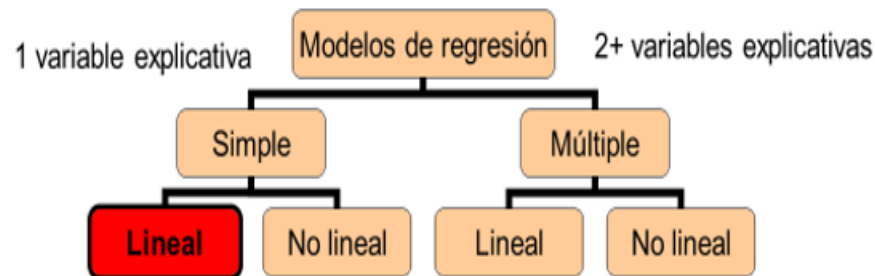 Modelos de regresión
1 variable explicativa
2+ variables explicativas
Simple
Múltiple
Lineal
No lineal
Lineal
No lineal